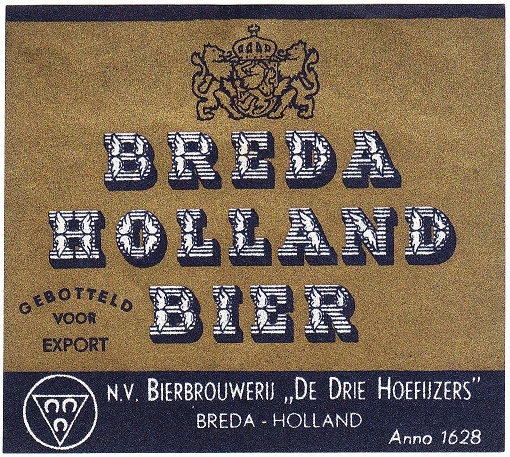 BREDA
HOLLAND
BIER
GEBOTTELD
VOOR
EXPORT
N.V. BIERBROUWERIJ „DE DRIE HOEFIJZERS”
BREDA - HOLLAND
Anno 1628